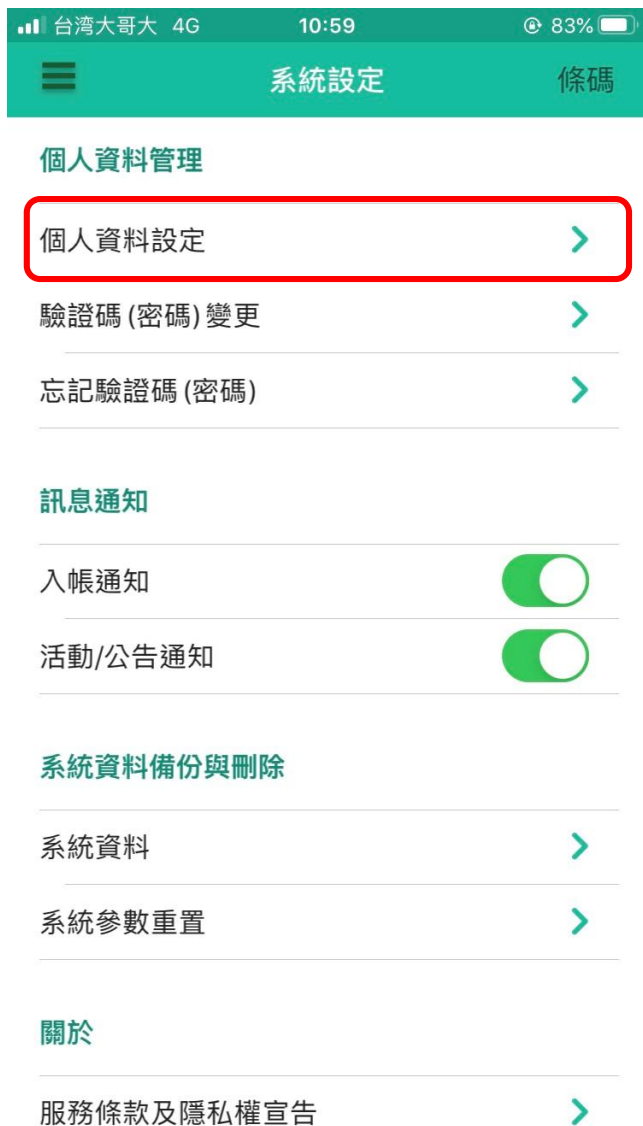 台湾大哥大 4G 10:59 83%
系統設定 條碼
個人資料管理
個人資料設定
驗證碼 (密碼) 變更
忘記驗證碼 (密碼)
訊息通知
入帳通知
活動/公告通知
系統資料備份與刪除
系統資料
系統參數重置
關於
服務條款及隱私權宣告